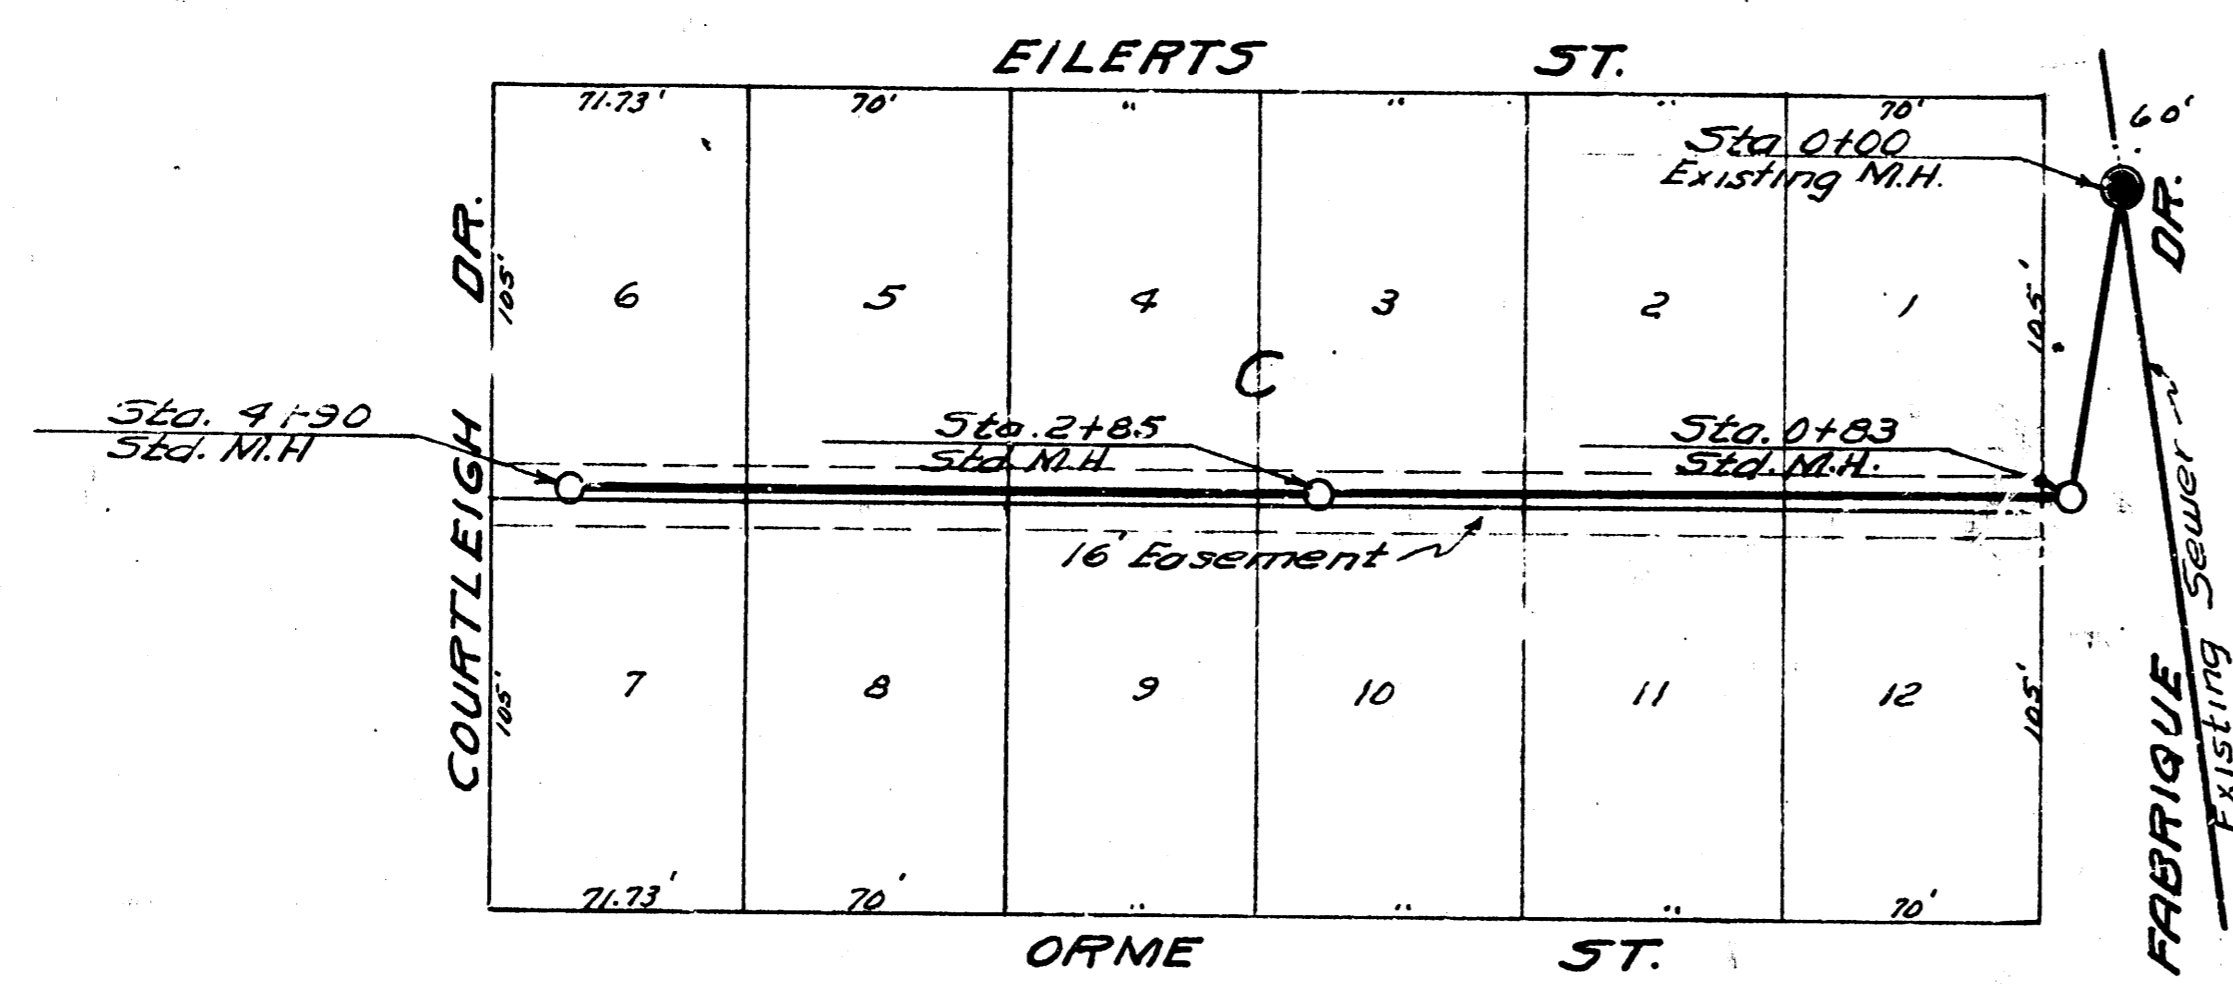 EILERTS ST.
71.73' 70' " " " 70'
60'
Sta 0+00
Existing M.H.
COURTLEIGH DR.
105'
6 5 4 3 2 1
105'
C
Sta. 4+90
Std. M.H
Sta. 2+85
Std M.H
Sta. 0+83
Std. M.H.
16' Easement
FABRIQUE DR.
Existing Sewer
105'
7 8 9 10 11 12
105'
71.73' 70' " " " 70'
ORME ST.